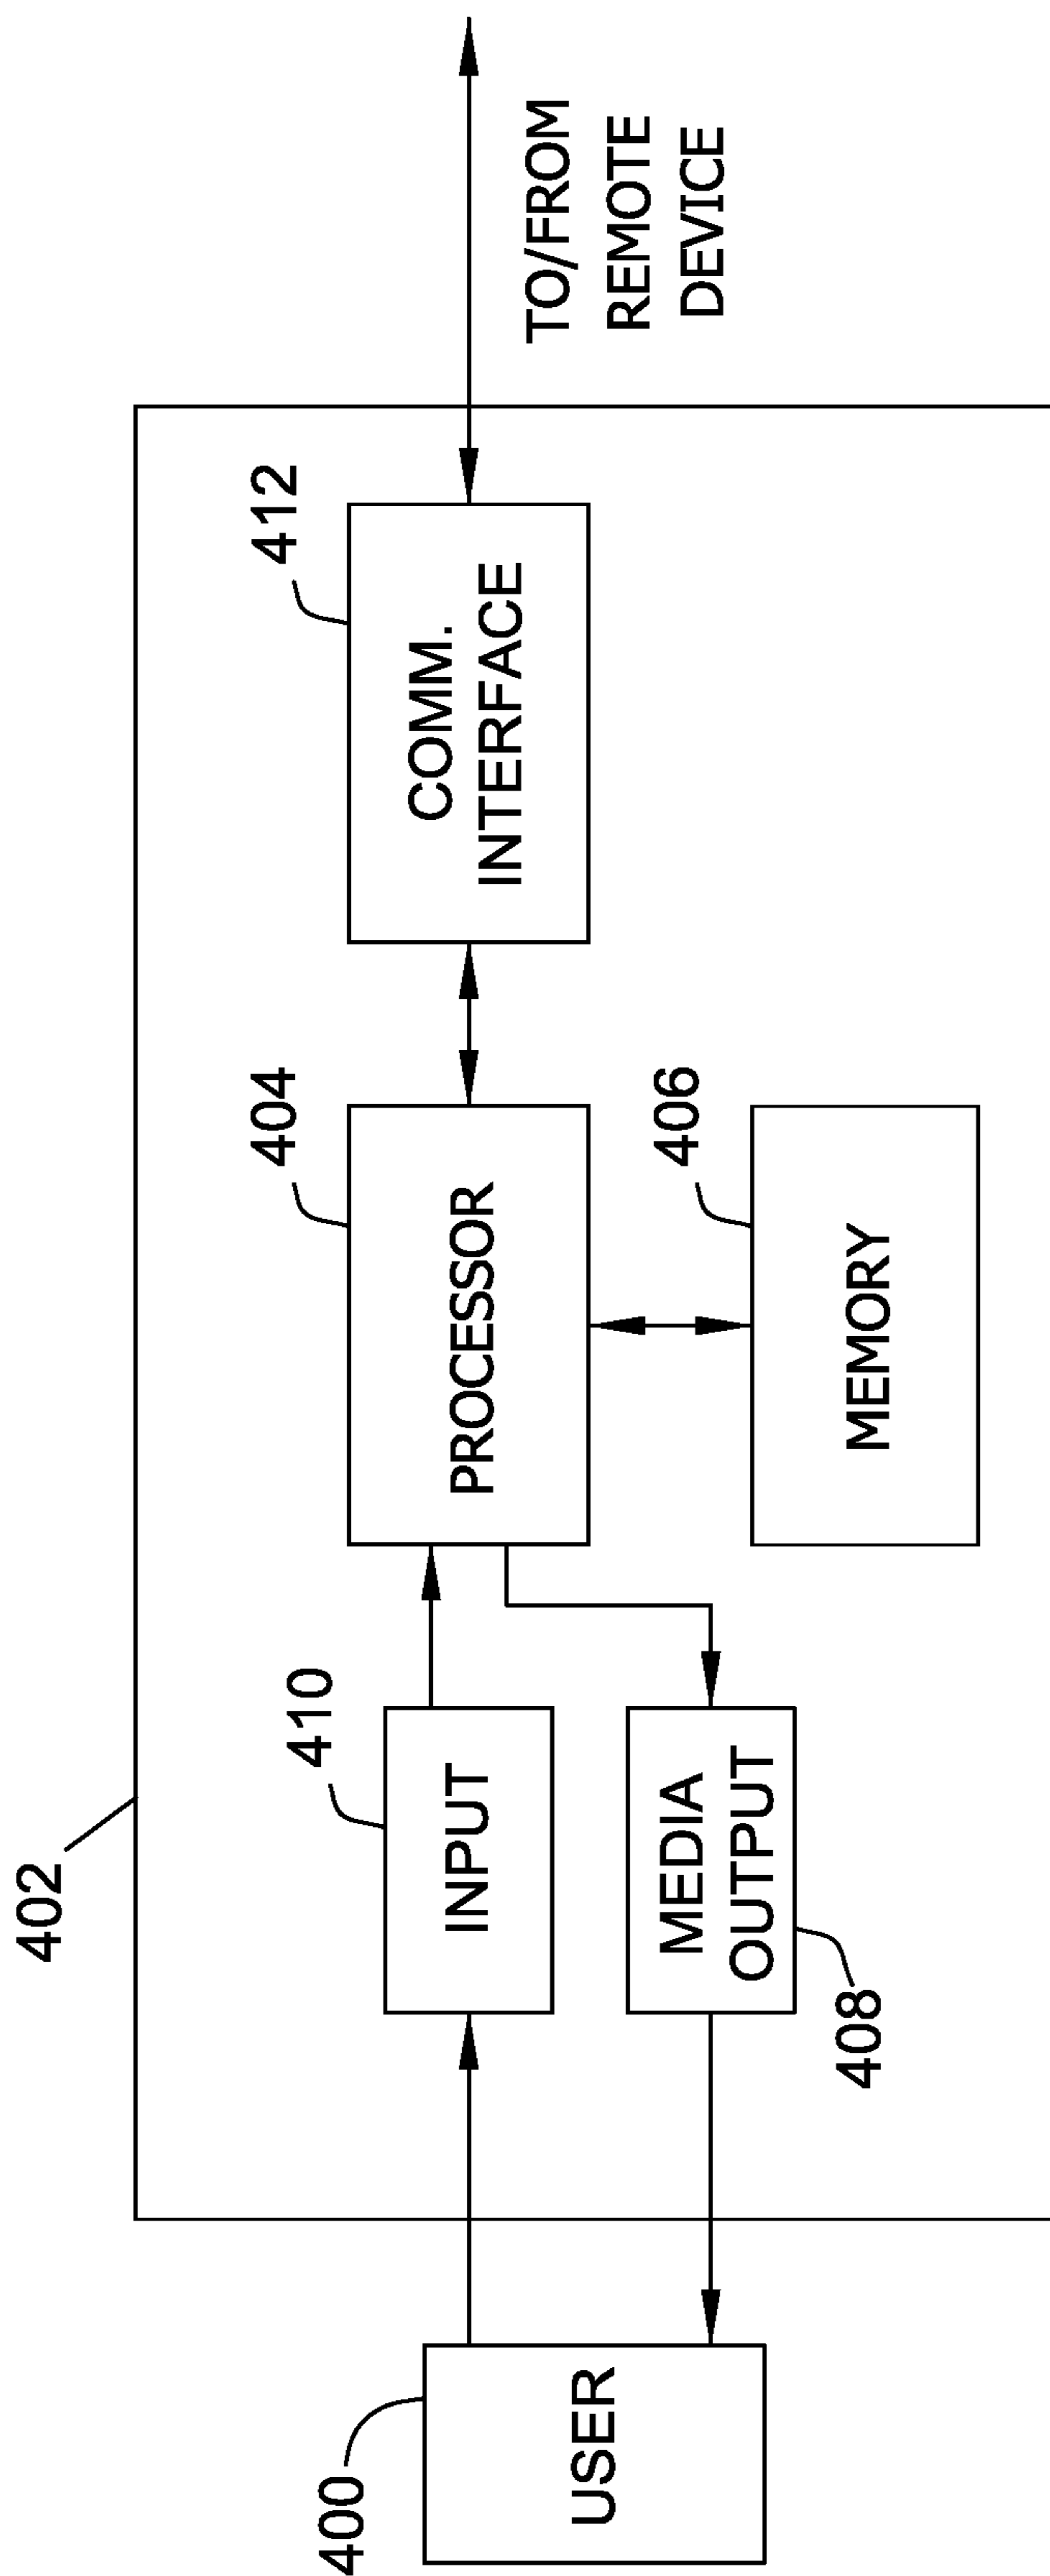 402
412
COMM.
INTERFACE
TO/FROM
REMOTE
DEVICE
404
PROCESSOR
410
INPUT
400
USER
MEDIA
OUTPUT
408
406
MEMORY